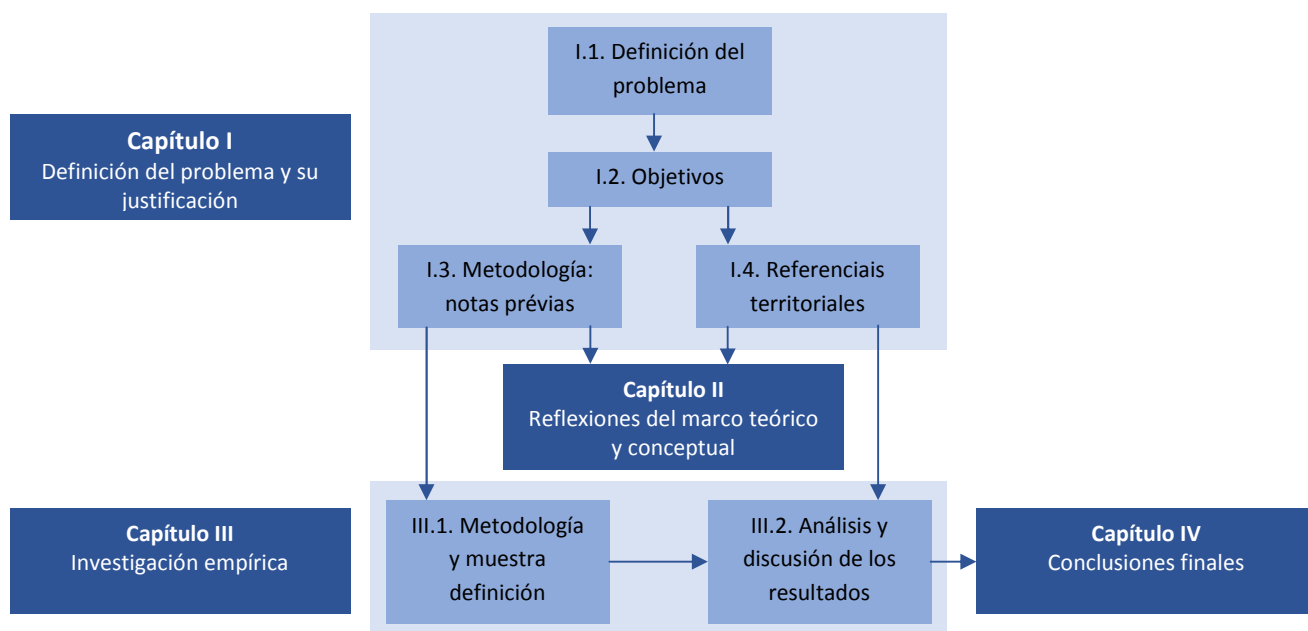 I.1. Definición del
problema
Capítulo I
Definición del problema y su
justificación
I.2. Objetivos
I.3. Metodología:
notas prévias
I.4. Referenciais
territoriales
Capítulo II
Reflexiones del marco teórico
y conceptual
Capítulo III
Investigación empírica
III.1. Metodología
y muestra
definición
III.2. Análisis y
discusión de los
resultados
Capítulo IV
Conclusiones finales